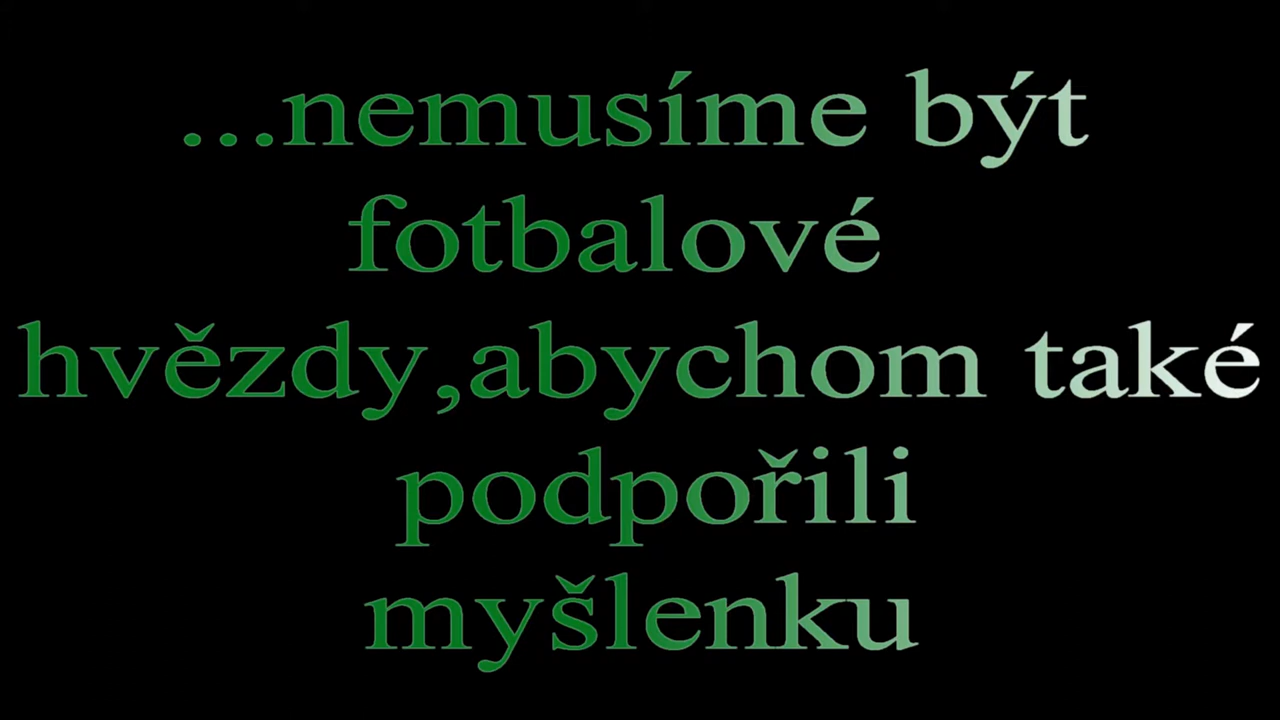 ...nemusíme být
fotbalové
hvězdy,abychom také
podpořili
myšlenku